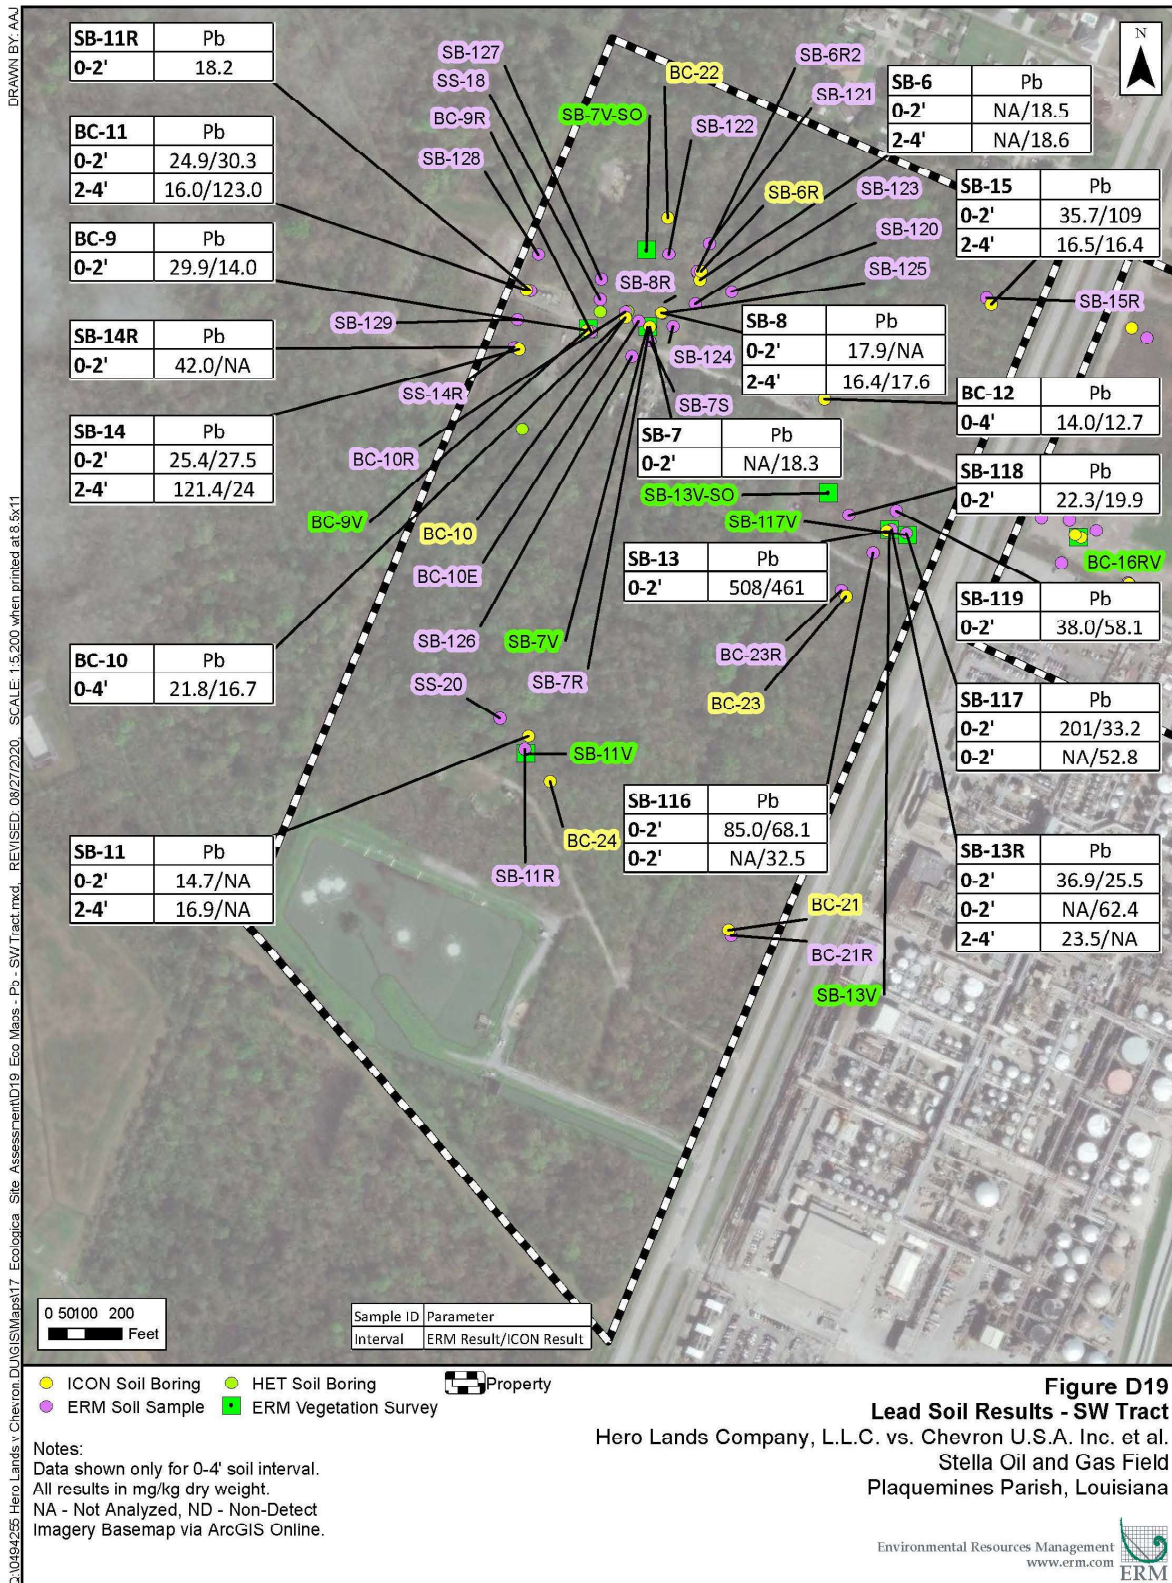 DRAWN BY: AAJ
SB-11R Pb
0-2' 18.2
BC-11 Pb
0-2' 24.9/30.3
2-4' 16.0/123.0
BC-9 Pb
0-2' 29.9/14.0
SB-14R Pb
0-2' 42.0/NA
SB-14 Pb
0-2' 25.4/27.5
2-4' 121.4/24
BC-10 Pb
0-4' 21.8/16.7
SB-11 Pb
0-2' 14.7/NA
2-4' 16.9/NA
SB-127
SS-18
BC-9R
SB-128
SB-7V-SO
BC-22
SB-122
SB-6R2
SB-121
SB-6R
SB-123
SB-120
SB-125
SB-8R
SB-129
SB-124
SS-14R
SB-7S
BC-10R
BC-9V
BC-10
BC-10E
SB-126
SB-7V
SB-7R
SS-20
SB-11V
BC-24
SB-11R
SB-13V-SO
SB-117V
BC-23R
BC-23
BC-21
BC-21R
SB-13V
SB-15R
BC-16RV
N
SB-6 Pb
0-2' NA/18.5
2-4' NA/18.6
SB-15 Pb
0-2' 35.7/109
2-4' 16.5/16.4
SB-8 Pb
0-2' 17.9/NA
2-4' 16.4/17.6
BC-12 Pb
0-4' 14.0/12.7
SB-7 Pb
0-2' NA/18.3
SB-118 Pb
0-2' 22.3/19.9
SB-13 Pb
0-2' 508/461
SB-119 Pb
0-2' 38.0/58.1
SB-117 Pb
0-2' 201/33.2
0-2' NA/52.8
SB-116 Pb
0-2' 85.0/68.1
0-2' NA/32.5
SB-13R Pb
0-2' 36.9/25.5
0-2' NA/62.4
2-4' 23.5/NA
0 50100 200
Feet
Sample ID Parameter
Interval ERM Result/ICON Result
ICON Soil Boring
HET Soil Boring
Property
ERM Soil Sample
ERM Vegetation Survey
Notes:
Data shown only for 0-4' soil interval.
All results in mg/kg dry weight.
NA - Not Analyzed, ND - Non-Detect
Imagery Basemap via ArcGIS Online.
Figure D19
Lead Soil Results - SW Tract
Hero Lands Company, L.L.C. vs. Chevron U.S.A. Inc. et al.
Stella Oil and Gas Field
Plaquemines Parish, Louisiana
Environmental Resources Management
www.erm.com
ERM
Hero Lands v Chevron.DU\GIS\Maps\17 Ecologica Site Assessment\D19 Eco Maps - Pb - SW Tract.mxd, REVISED: 08/27/2020, SCALE: 1:5,200 when printed at 8.5x11